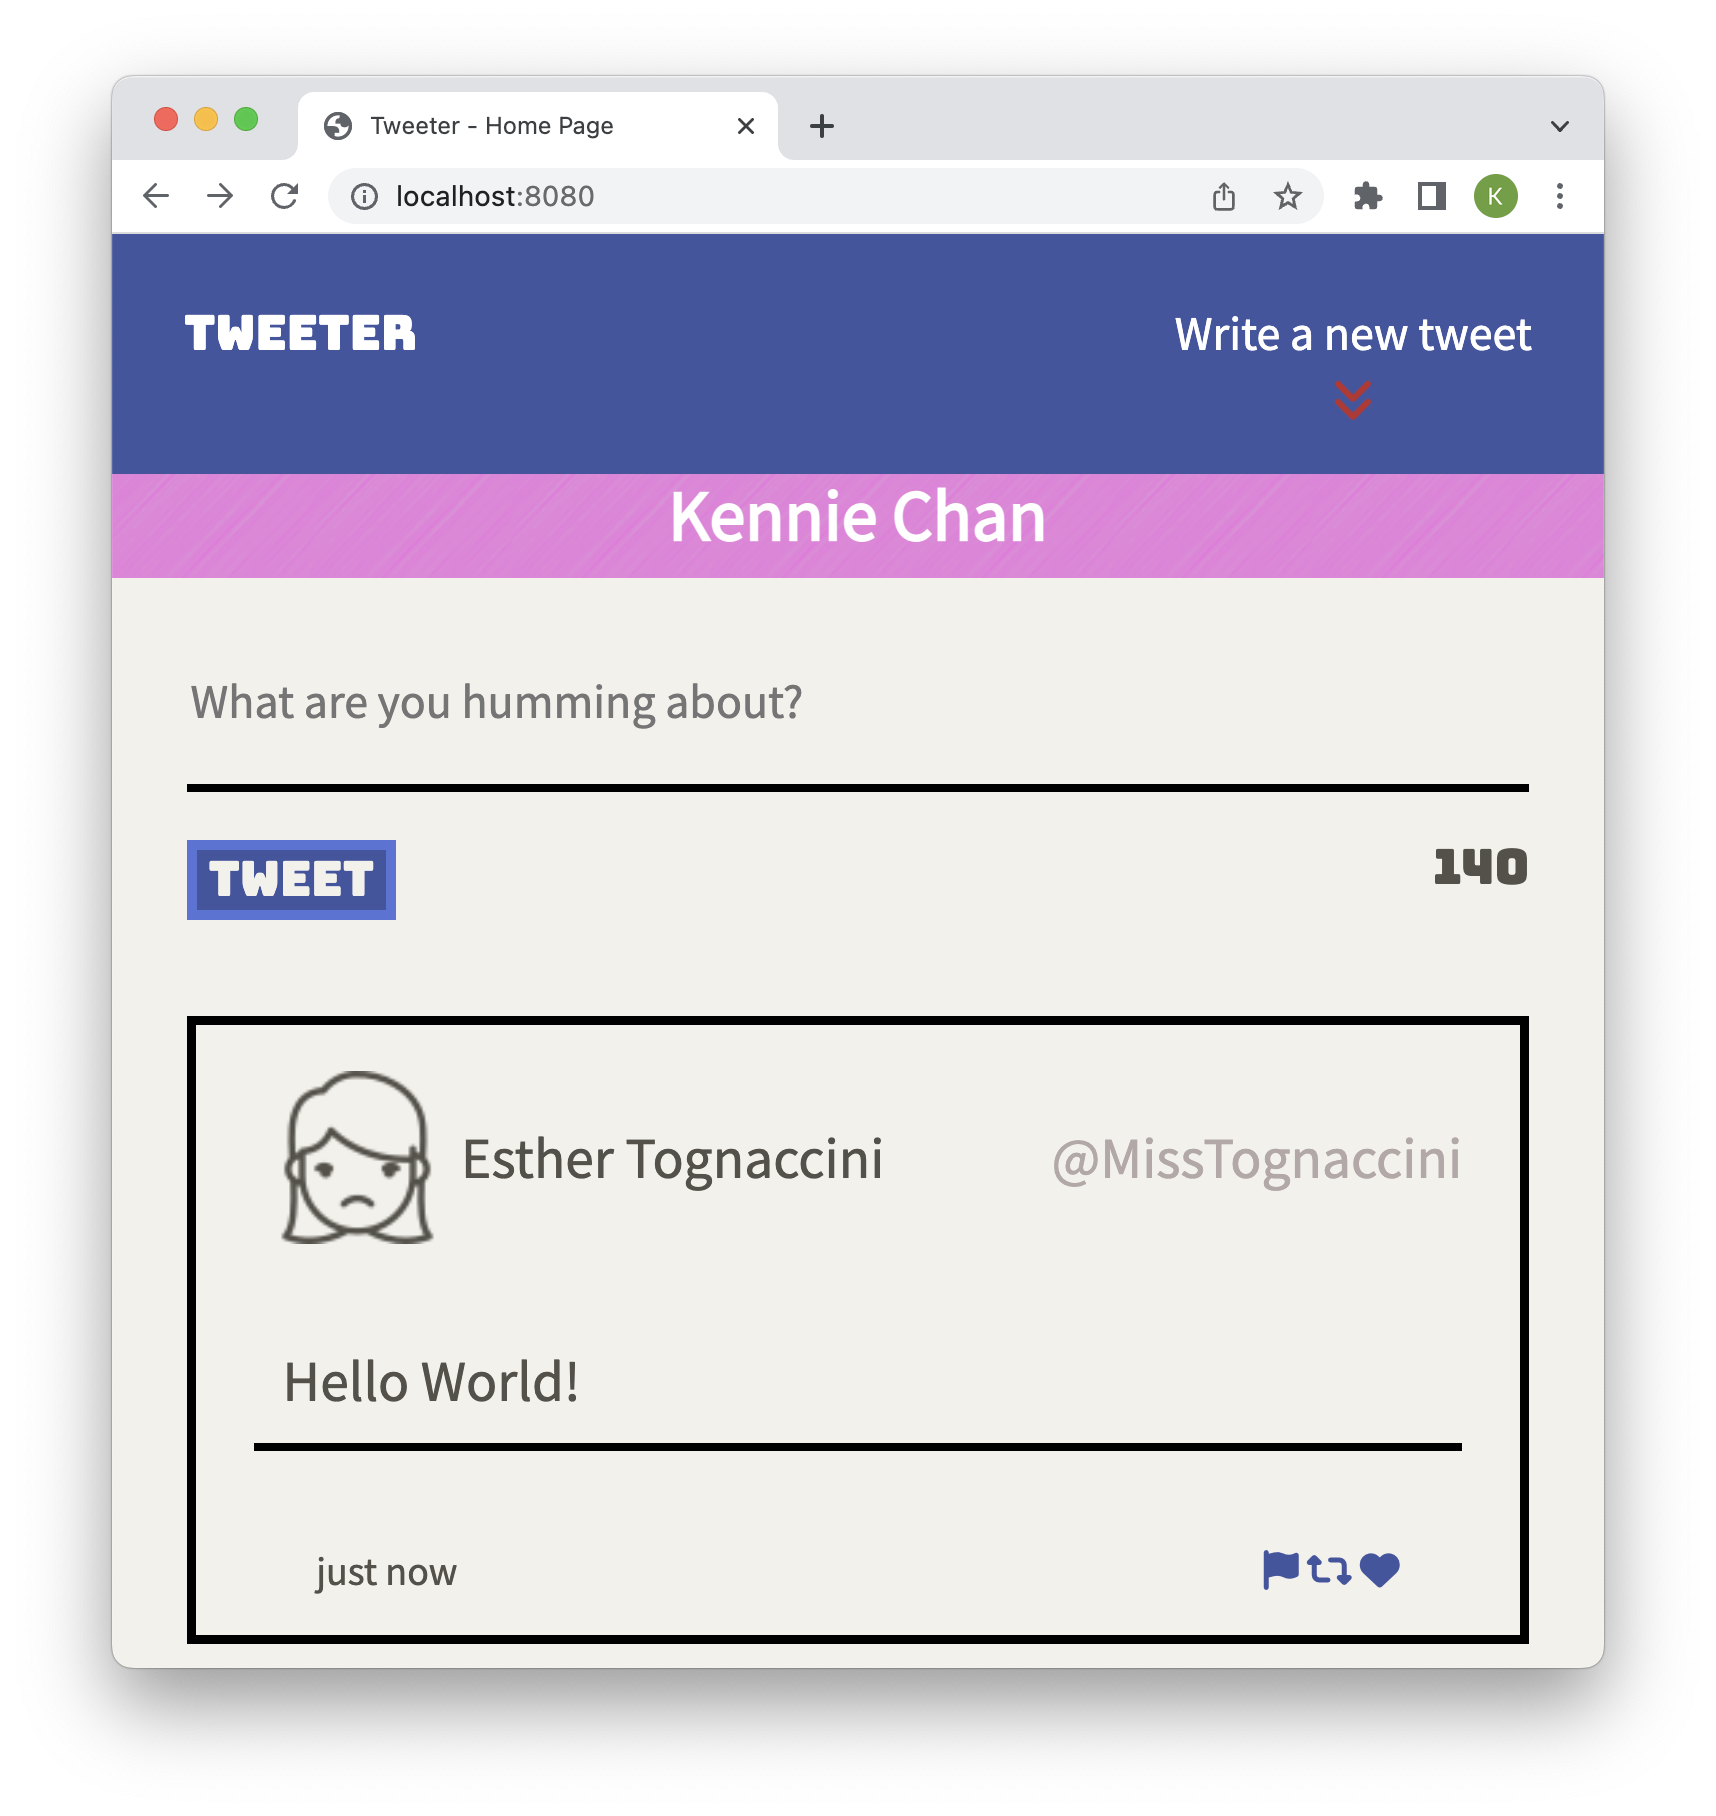 Tweeter - Home Page
localhost:8080
K
TWEETER
Write a new tweet
Kennie Chan
What are you humming about?
TWEET
140
Esther Tognaccini
@MissTognaccini
Hello World!
just now